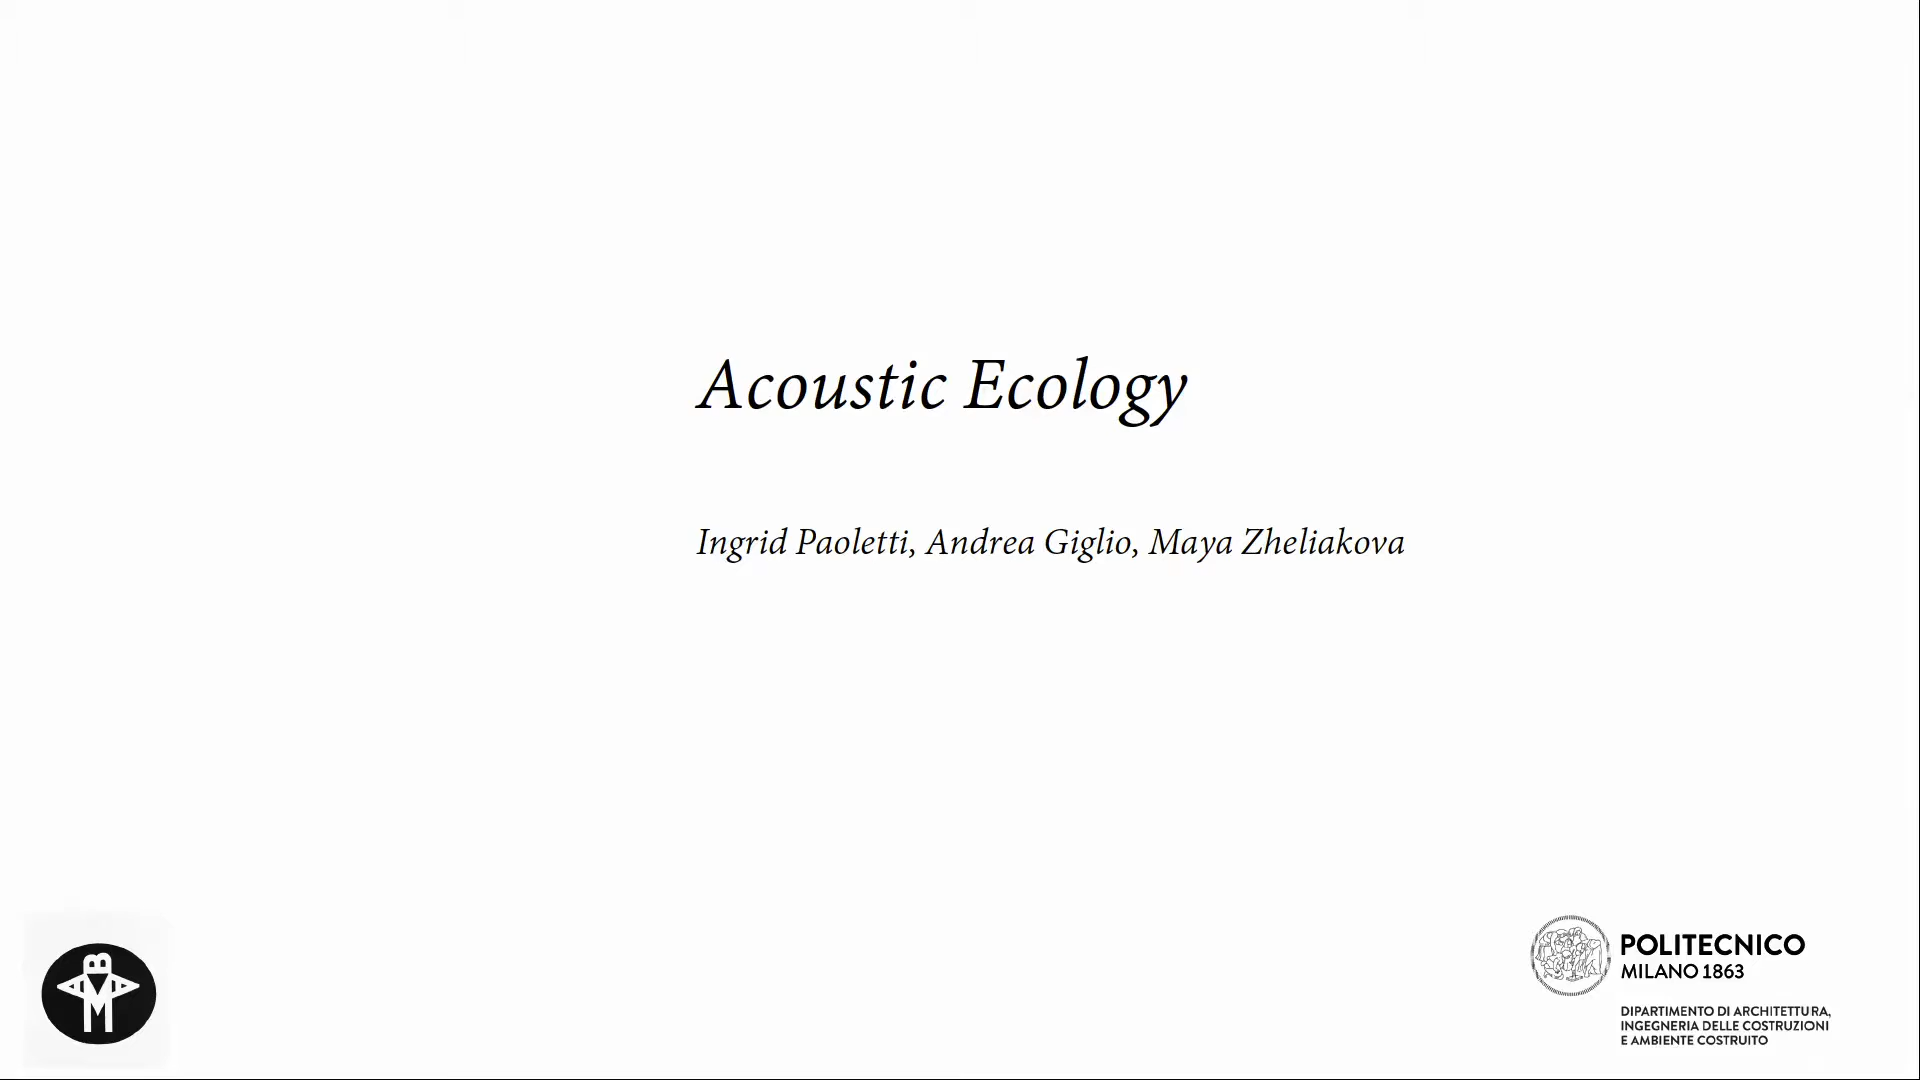 Acoustic Ecology
Ingrid Paoletti, Andrea Giglio, Maya Zheliakova
B
M
POLITECNICO
MILANO 1863
DIPARTIMENTO DI ARCHITETTURA,
INGEGNERIA DELLE COSTRUZIONI
E AMBIENTE COSTRUITO